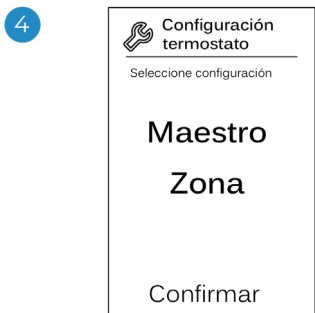 4
Configuración
termostato
Seleccione configuración
Maestro
Zona
Confirmar